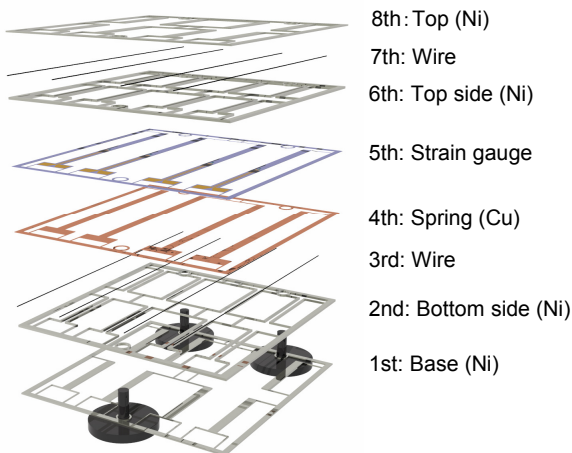 8th: Top (Ni)
7th: Wire
6th: Top side (Ni)
5th: Strain gauge
4th: Spring (Cu)
3rd: Wire
2nd: Bottom side (Ni)
1st: Base (Ni)